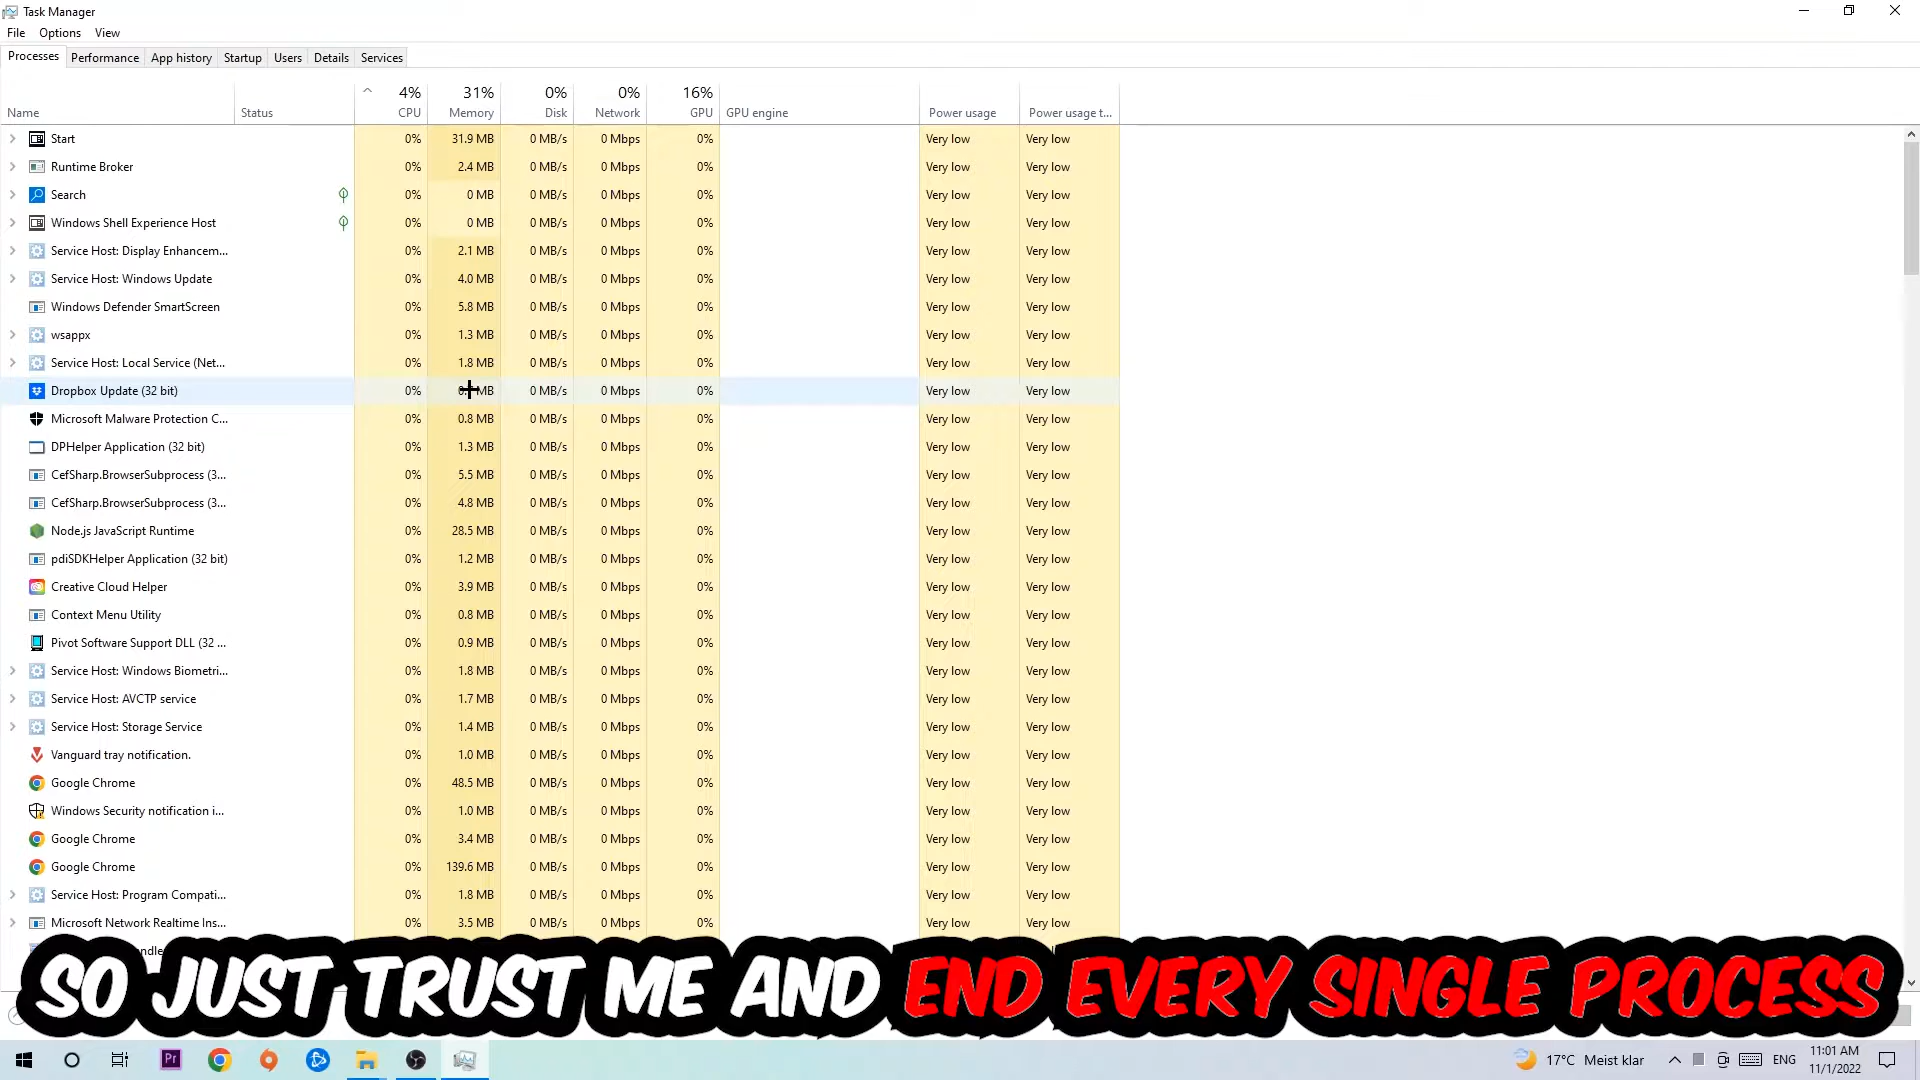 Task Manager
File Options View
Processes Performance App history Startup Users Details Services
4% 31% 0% 0% 16%
Name Status CPU Memory Disk Network GPU GPU engine Power usage Power usage t...
Start 0% 31.9 MB 0 MB/s 0 Mbps 0% Very low Very low
Runtime Broker 0% 2.4 MB 0 MB/s 0 Mbps 0% Very low Very low
Search 0% 0 MB 0 MB/s 0 Mbps 0% Very low Very low
Windows Shell Experience Host 0% 0 MB 0 MB/s 0 Mbps 0% Very low Very low
Service Host: Display Enhancem... 0% 2.1 MB 0 MB/s 0 Mbps 0% Very low Very low
Service Host: Windows Update 0% 4.0 MB 0 MB/s 0 Mbps 0% Very low Very low
Windows Defender SmartScreen 0% 5.8 MB 0 MB/s 0 Mbps 0% Very low Very low
wsappx 0% 1.3 MB 0 MB/s 0 Mbps 0% Very low Very low
Service Host: Local Service (Net... 0% 1.8 MB 0 MB/s 0 Mbps 0% Very low Very low
Dropbox Update (32 bit) 0% MB 0 MB/s 0 Mbps 0% Very low Very low
Microsoft Malware Protection C... 0% 0.8 MB 0 MB/s 0 Mbps 0% Very low Very low
DPHelper Application (32 bit) 0% 1.3 MB 0 MB/s 0 Mbps 0% Very low Very low
CefSharp.BrowserSubprocess (3... 0% 5.5 MB 0 MB/s 0 Mbps 0% Very low Very low
CefSharp.BrowserSubprocess (3... 0% 4.8 MB 0 MB/s 0 Mbps 0% Very low Very low
Node.js JavaScript Runtime 0% 28.5 MB 0 MB/s 0 Mbps 0% Very low Very low
pdiSDKHelper Application (32 bit) 0% 1.2 MB 0 MB/s 0 Mbps 0% Very low Very low
Creative Cloud Helper 0% 3.9 MB 0 MB/s 0 Mbps 0% Very low Very low
Context Menu Utility 0% 0.8 MB 0 MB/s 0 Mbps 0% Very low Very low
Pivot Software Support DLL (32 ... 0% 0.9 MB 0 MB/s 0 Mbps 0% Very low Very low
Service Host: Windows Biometri... 0% 1.8 MB 0 MB/s 0 Mbps 0% Very low Very low
Service Host: AVCTP service 0% 1.7 MB 0 MB/s 0 Mbps 0% Very low Very low
Service Host: Storage Service 0% 1.4 MB 0 MB/s 0 Mbps 0% Very low Very low
Vanguard tray notification. 0% 1.0 MB 0 MB/s 0 Mbps 0% Very low Very low
Google Chrome 0% 48.5 MB 0 MB/s 0 Mbps 0% Very low Very low
Windows Security notification i... 0% 1.0 MB 0 MB/s 0 Mbps 0% Very low Very low
Google Chrome 0% 3.4 MB 0 MB/s 0 Mbps 0% Very low Very low
Google Chrome 0% 139.6 MB 0 MB/s 0 Mbps 0% Very low Very low
Service Host: Program Compati... 0% 1.8 MB 0 MB/s 0 Mbps 0% Very low Very low
Microsoft Network Realtime Ins... 0% 3.5 MB 0 MB/s 0 Mbps 0% Very low Very low
SO JUST TRUST ME AND END EVERY SINGLE PROCESS
Pr 17°C Meist klar ENG 11:01 AM
11/1/2022